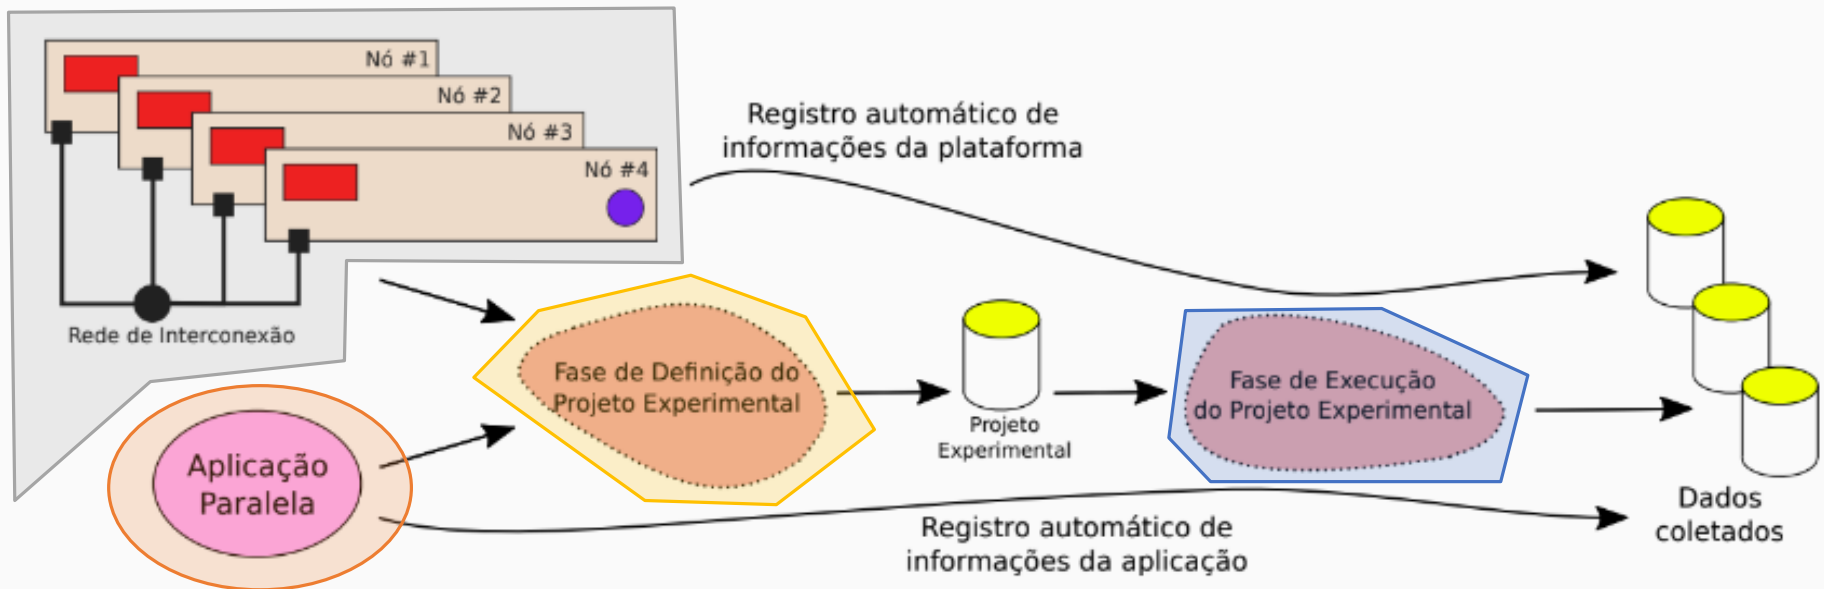 Nó #1
Nó #2
Nó #3
Nó #4
Rede de Interconexão
Registro automático de
informações da plataforma
Fase de Definição do
Projeto Experimental
Projeto
Experimental
Fase de Execução
do Projeto Experimental
Aplicação
Paralela
Registro automático de
informações da aplicação
Dados
coletados